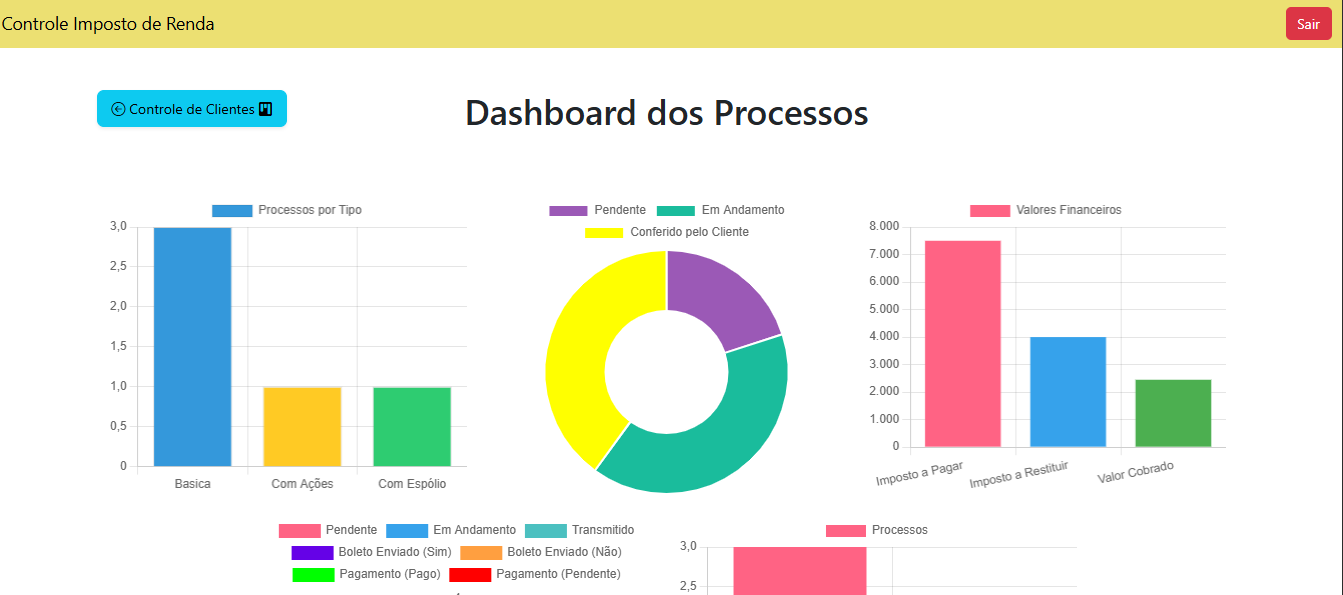 Controle Imposto de Renda
Sair
Controle de Clientes
Dashboard dos Processos
Processos por Tipo
3,0
2,5
2,0
1,5
1,0
0,5
0
Basica Com Ações Com Espólio
Pendente Em Andamento
Conferido pelo Cliente
Valores Financeiros
8.000
7.000
6.000
5.000
4.000
3.000
2.000
1.000
0
Imposto a Pagar Imposto a Restituir Valor Cobrado
Pendente Em Andamento Transmitido
Boleto Enviado (Sim) Boleto Enviado (Não)
Pagamento (Pago) Pagamento (Pendente)
Processos
3,0
2,5